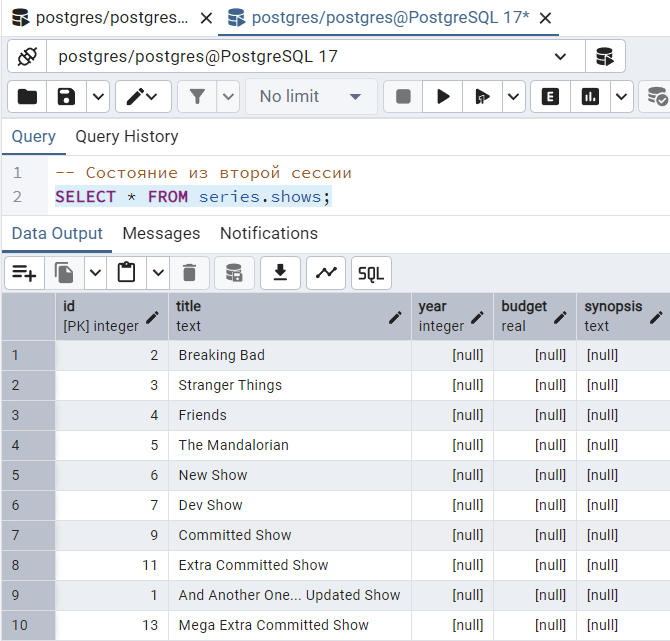 postgres/postgres... postgres/postgres@PostgreSQL 17*
postgres/postgres@PostgreSQL 17
No limit E
Query Query History
1 -- Состояние из второй сессии
2 SELECT * FROM series.shows;
Data Output Messages Notifications
SQL
id title year budget synopsis
[PK] integer text integer real text
1 2 Breaking Bad [null] [null] [null]
2 3 Stranger Things [null] [null] [null]
3 4 Friends [null] [null] [null]
4 5 The Mandalorian [null] [null] [null]
5 6 New Show [null] [null] [null]
6 7 Dev Show [null] [null] [null]
7 9 Committed Show [null] [null] [null]
8 11 Extra Committed Show [null] [null] [null]
9 1 And Another One... Updated Show [null] [null] [null]
10 13 Mega Extra Committed Show [null] [null] [null]